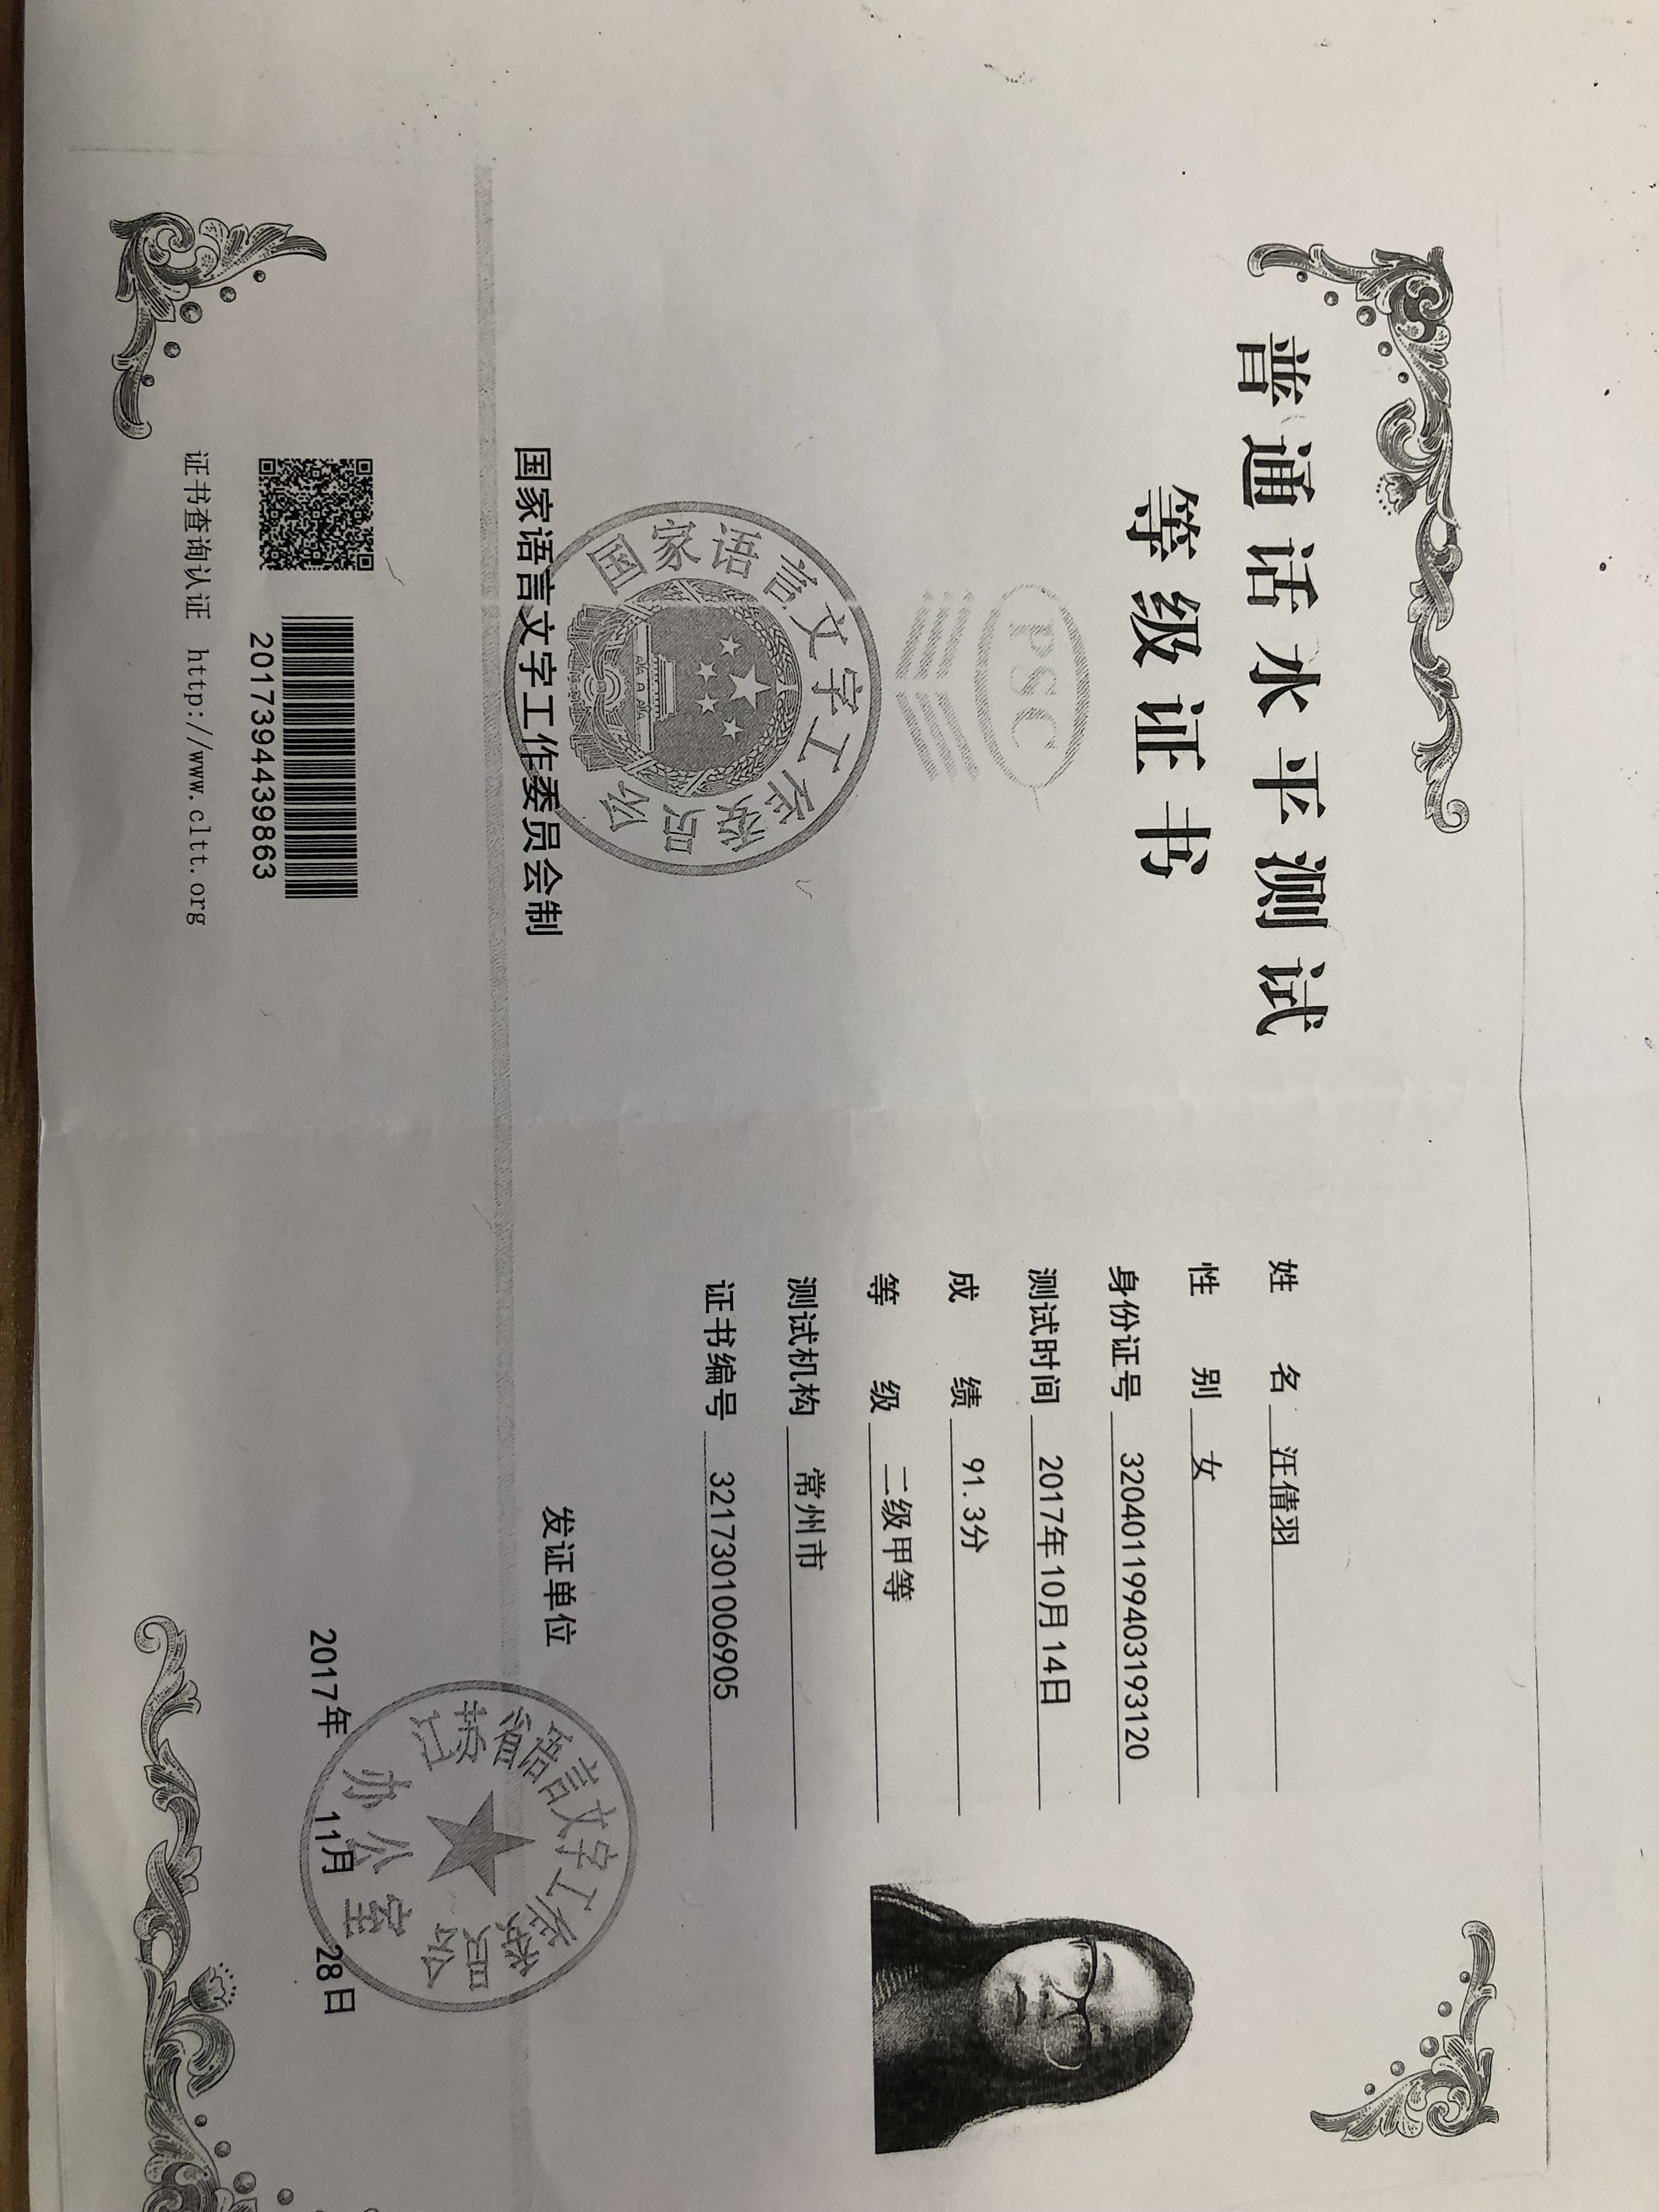 普通话水平测试
等级证书
PSC
国家语言文字工作委员会
国家语言文字工作委员会制
2017394439863
证书查询认证 http://www.cltt.org
姓 名 汪倩羽
性 别 女
身份证号 320401199403193120
测试时间 2017年10月14日
成 绩 91.3分
等 级 二级甲等
测试机构 常州市
证书编号 3217301006905
发证单位
江苏省语言文字工作委员会
办公室
2017年 11月 28日